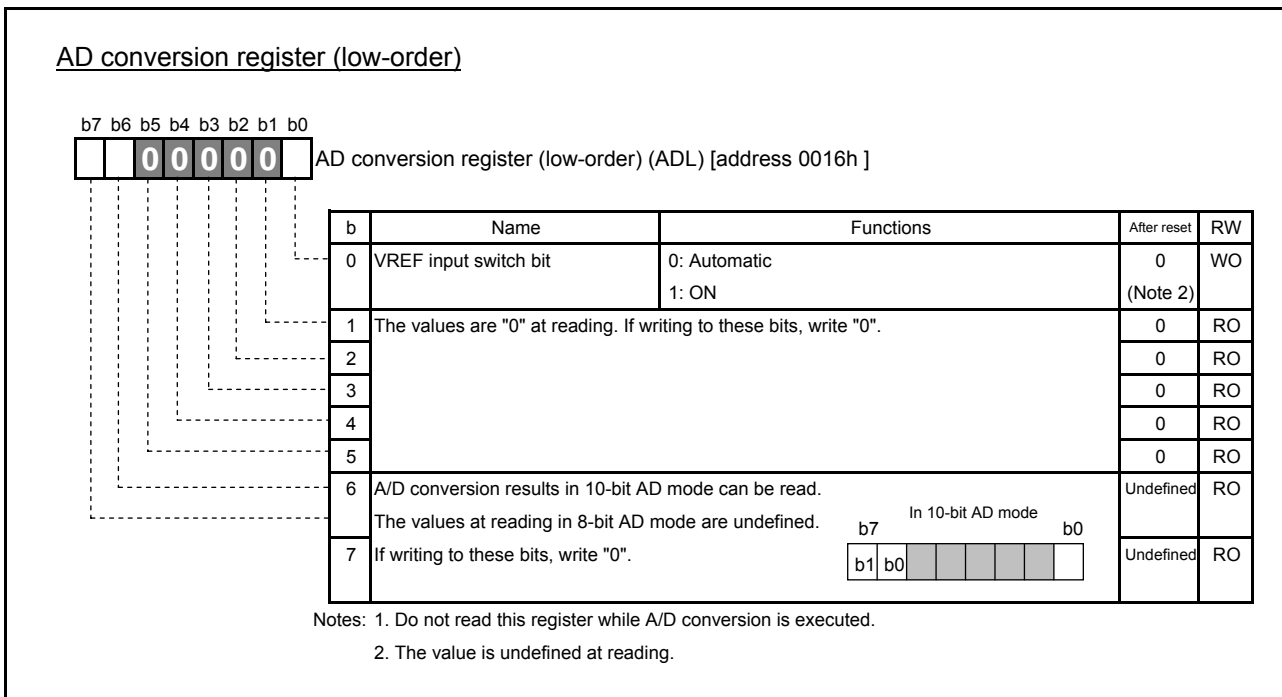 AD conversion register (low-order)
b7 b6 b5 b4 b3 b2 b1 b0
0 0 0 0 0 AD conversion register (low-order) (ADL) [address 0016h ]
b Name Functions After reset RW
0 VREF input switch bit 0: Automatic 0 WO
1: ON (Note 2)
1 The values are "0" at reading. If writing to these bits, write "0". 0 RO
2 0 RO
3 0 RO
4 0 RO
5 0 RO
6 A/D conversion results in 10-bit AD mode can be read. Undefined RO
The values at reading in 8-bit AD mode are undefined. In 10-bit AD mode
b7 b0
7 If writing to these bits, write "0". b1 b0 Undefined RO
Notes: 1. Do not read this register while A/D conversion is executed.
2. The value is undefined at reading.